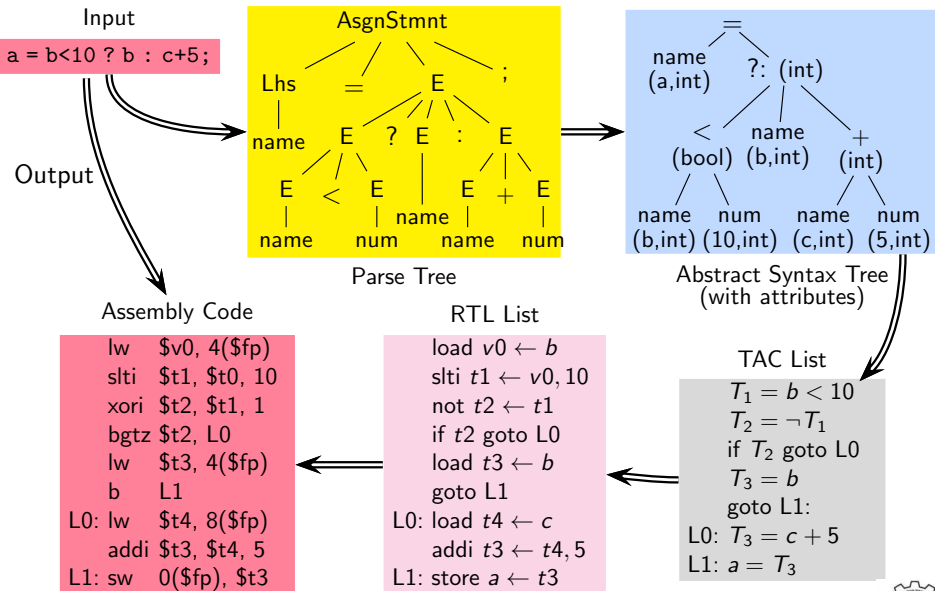 Input
a = b<10 ? b : c+5;
Output
AsgnStmnt
Lhs = E ;
name E ? E : E
E < E name E + E
name num name num
Parse Tree
=
name ?: (int)
(a,int)
< name +
(bool) (b,int) (int)
name num name num
(b,int) (10,int) (c,int) (5,int)
Abstract Syntax Tree
(with attributes)
TAC List
T₁ = b < 10
T₂ = ¬T₁
if T₂ goto L0
T₃ = b
goto L1:
L0: T₃ = c + 5
L1: a = T₃
RTL List
load v0 ← b
slti t1 ← v0, 10
not t2 ← t1
if t2 goto L0
load t3 ← b
goto L1
L0: load t4 ← c
addi t3 ← t4, 5
L1: store a ← t3
Assembly Code
lw $v0, 4($fp)
slti $t1, $t0, 10
xori $t2, $t1, 1
bgtz $t2, L0
lw $t3, 4($fp)
b L1
L0: lw $t4, 8($fp)
addi $t3, $t4, 5
L1: sw 0($fp), $t3